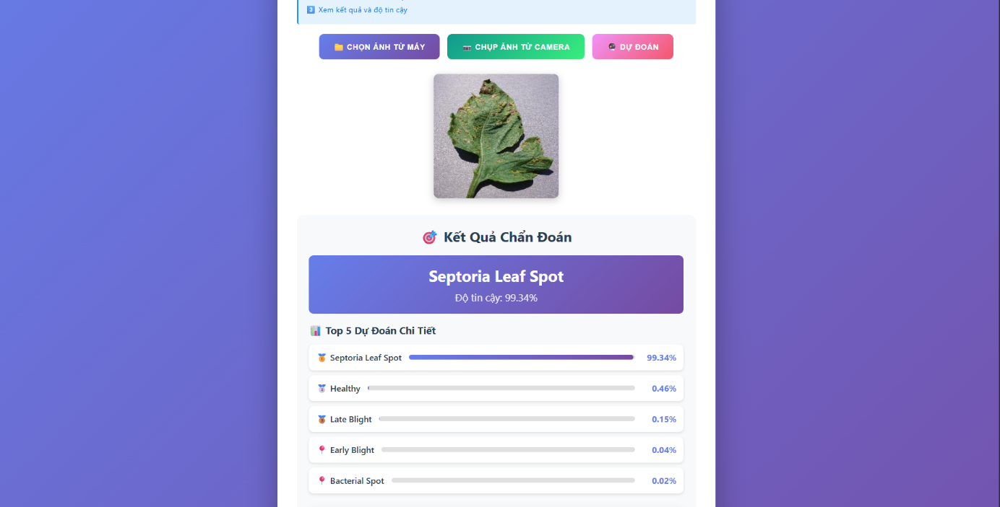 3 Xem kết quả và độ tin cậy
CHỌN ẢNH TỪ MÁY
CHỤP ẢNH TỪ CAMERA
DỰ ĐOÁN
Kết Quả Chẩn Đoán
Septoria Leaf Spot
Độ tin cậy: 99.34%
Top 5 Dự Đoán Chi Tiết
Septoria Leaf Spot 99.34%
Healthy 0.46%
Late Blight 0.15%
Early Blight 0.04%
Bacterial Spot 0.02%